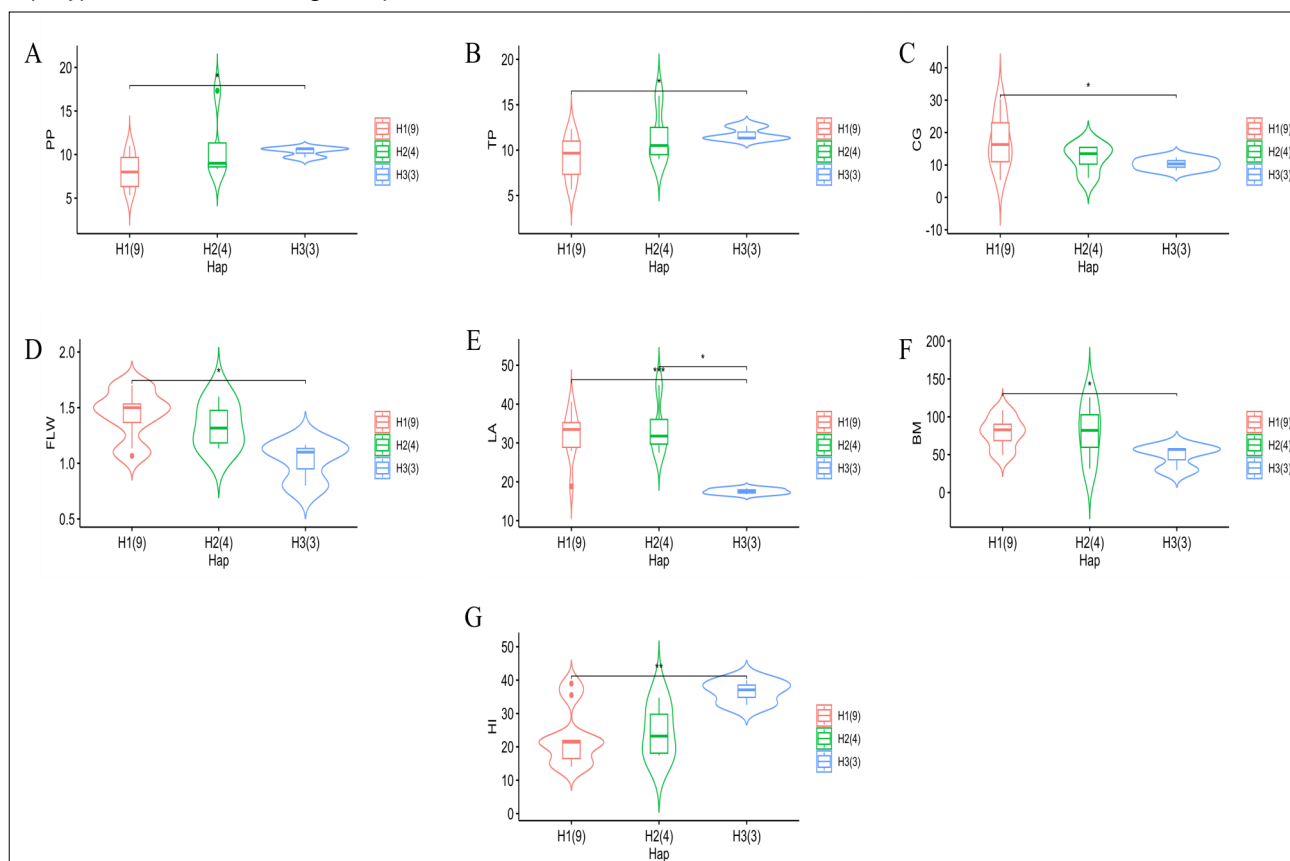 A
PP
20
15
10
5
*
H1(9)
H2(4)
H3(3)
H1(9) H2(4) H3(3)
Hap
B
TP
20
15
10
5
*
H1(9)
H2(4)
H3(3)
H1(9) H2(4) H3(3)
Hap
C
CG
40
30
20
10
0
-10
*
H1(9)
H2(4)
H3(3)
H1(9) H2(4) H3(3)
Hap
D
FLW
2.0
1.5
1.0
0.5
*
H1(9)
H2(4)
H3(3)
H1(9) H2(4) H3(3)
Hap
E
LA
50
40
30
20
10
*
***
H1(9)
H2(4)
H3(3)
H1(9) H2(4) H3(3)
Hap
F
BM
200
150
100
50
0
*
H1(9)
H2(4)
H3(3)
H1(9) H2(4) H3(3)
Hap
G
HI
50
40
30
20
10
0
**
H1(9)
H2(4)
H3(3)
H1(9) H2(4) H3(3)
Hap